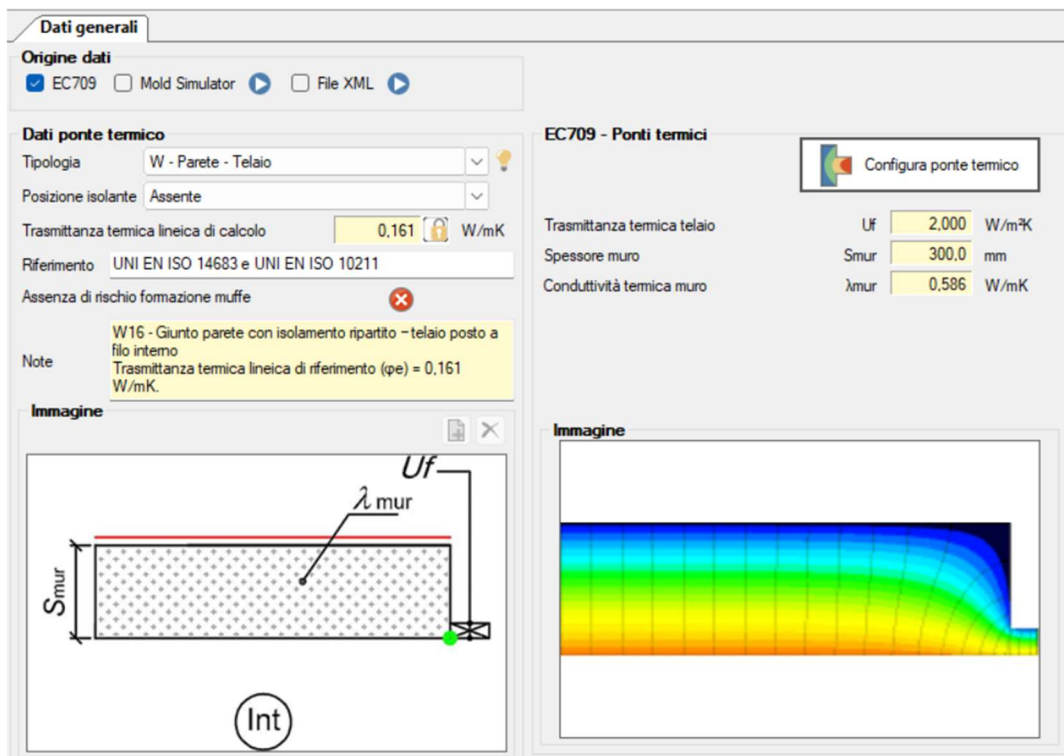 Dati generali
Origine dati
EC709 Mold Simulator File XML
Dati ponte termico
Tipologia W - Parete - Telaio
Posizione isolante Assente
Trasmittanza termica lineica di calcolo 0,161 W/mK
Riferimento UNI EN ISO 14683 e UNI EN ISO 10211
Assenza di rischio formazione muffe
Note
W16 - Giunto parete con isolamento ripartito – telaio posto a
filo interno
Trasmittanza termica lineica di riferimento (φe) = 0,161
W/mK.
Immagine
Uf
λ mur
Smur
Int
EC709 - Ponti termici
Configura ponte termico
Trasmittanza termica telaio Uf 2,000 W/m²K
Spessore muro Smur 300,0 mm
Conduttività termica muro λmur 0,586 W/mK
Immagine